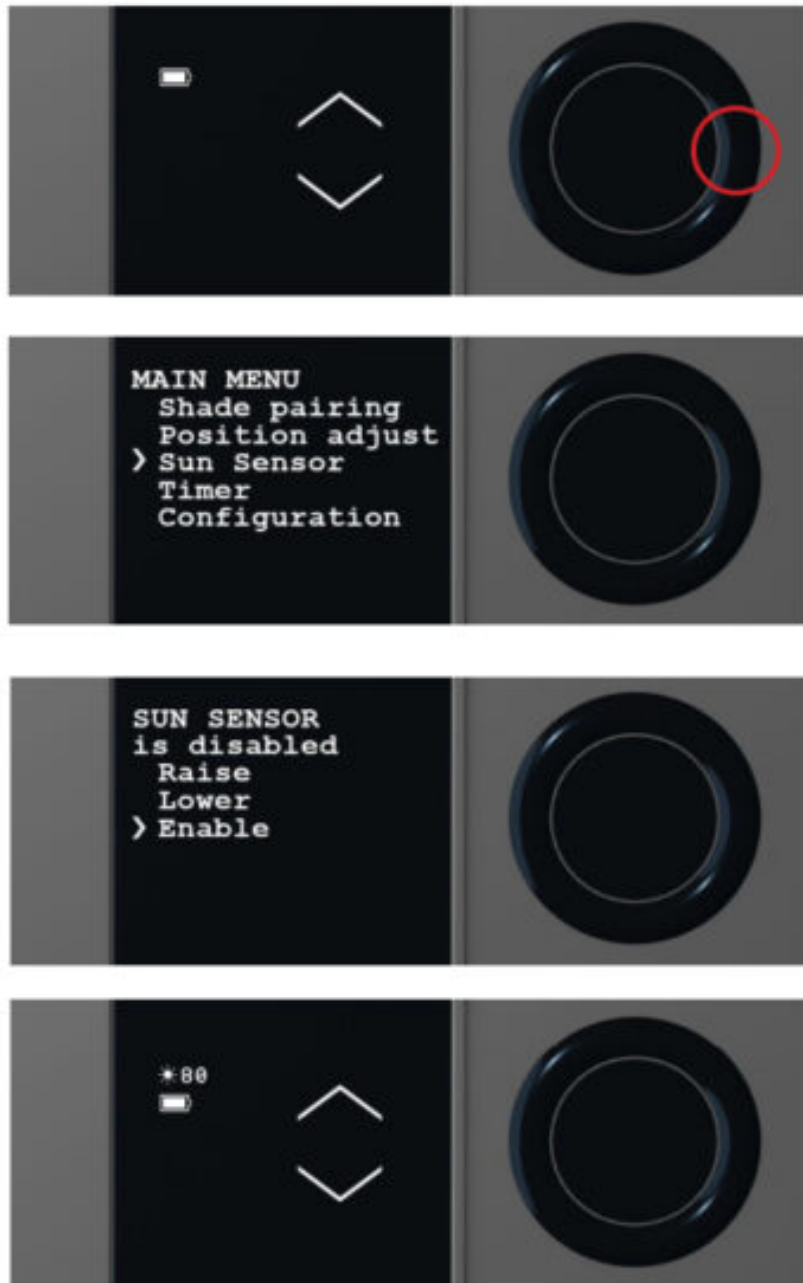 MAIN MENU
Shade pairing
Position adjust
❯ Sun Sensor
Timer
Configuration
SUN SENSOR
is disabled
Raise
Lower
❯ Enable
☀80